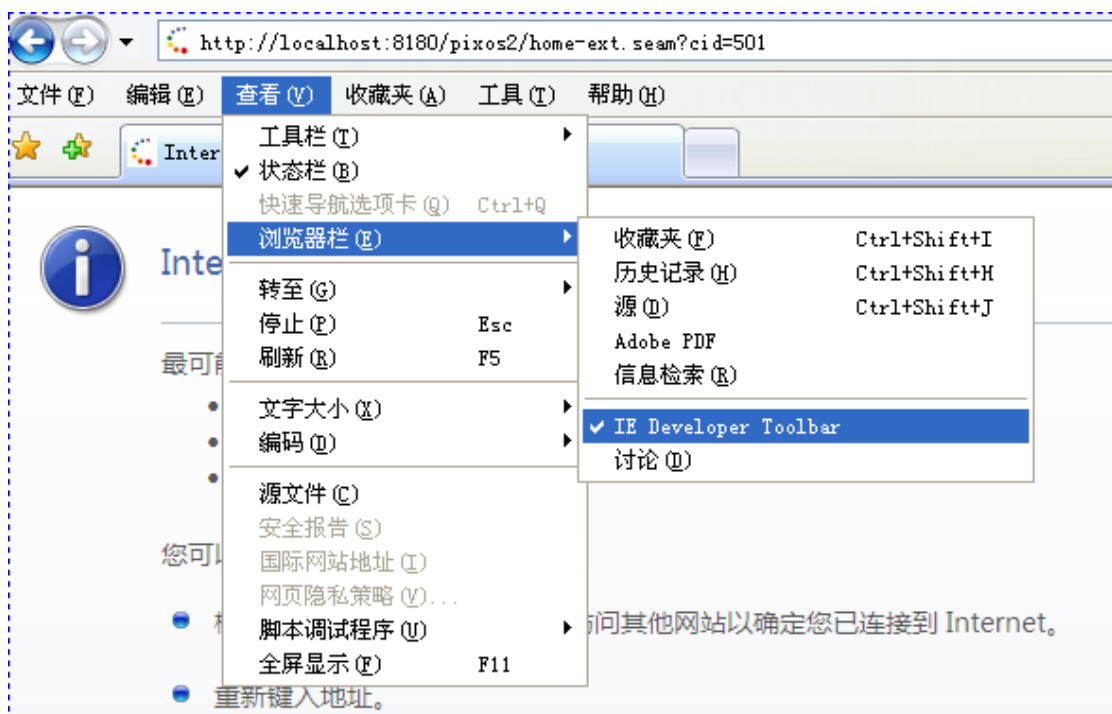 http://localhost:8180/pixos2/home-ext.seam?cid=501
文件(F) 编辑(E) 查看(V) 收藏夹(A) 工具(T) 帮助(H)
Inter
工具栏(T)
状态栏(B)
快速导航选项卡(Q) Ctrl+Q
浏览器栏(E)
收藏夹(F) Ctrl+Shift+I
历史记录(H) Ctrl+Shift+H
源(O) Ctrl+Shift+J
Adobe PDF
信息检索(R)
IE Developer Toolbar
讨论(D)
Inte
转至(G)
停止(P) Esc
刷新(R) F5
最可
文字大小(X)
编码(D)
源文件(C)
安全报告(S)
国际网站地址(I)
网页隐私策略(V)...
脚本调试程序(U)
全屏显示(F) F11
您可
问其他网站以确定您已连接到 Internet。
重新键入地址。